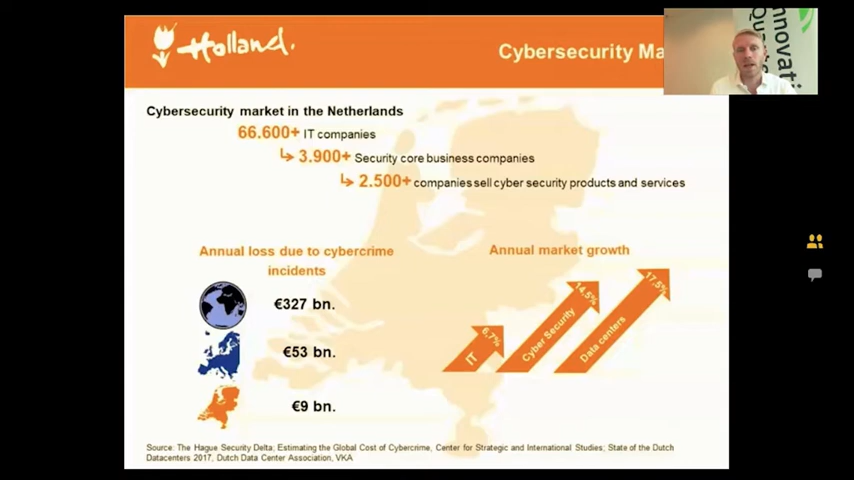 Holland.
Cybersecurity Ma
Cybersecurity market in the Netherlands
66.600+ IT companies
↳ 3.900+ Security core business companies
↳ 2.500+ companies sell cyber security products and services
Annual loss due to cybercrime
incidents
€327 bn.
€53 bn.
€9 bn.
Annual market growth
6,7%
IT
14,5%
Cyber Security
17,5%
Data centers
Source: The Hague Security Delta; Estimating the Global Cost of Cybercrime, Center for Strategic and International Studies; State of the Dutch
Datacenters 2017, Dutch Data Center Association, VKA
nnovati